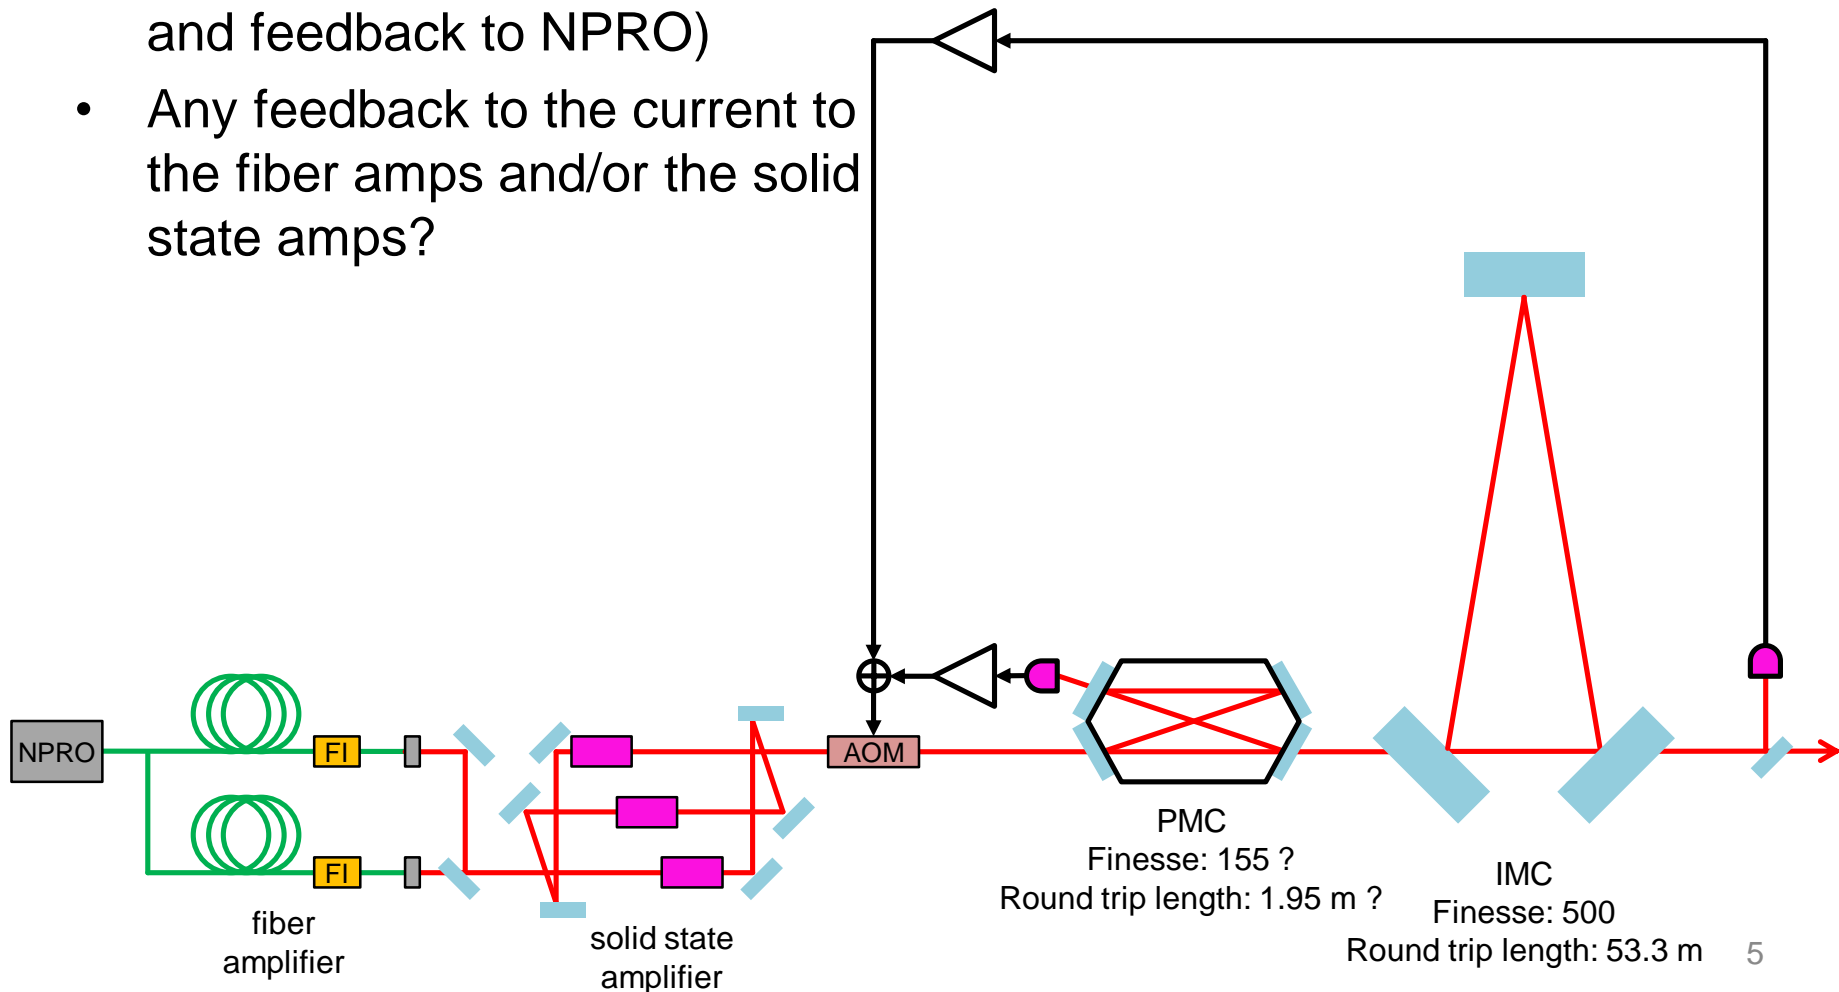 and feedback to NPRO)
• Any feedback to the current to
the fiber amps and/or the solid
state amps?
NPRO
FI
AOM
FI
PMC
Finesse: 155 ?
Round trip length: 1.95 m ?
IMC
Finesse: 500
Round trip length: 53.3 m
fiber
amplifier
solid state
amplifier
5